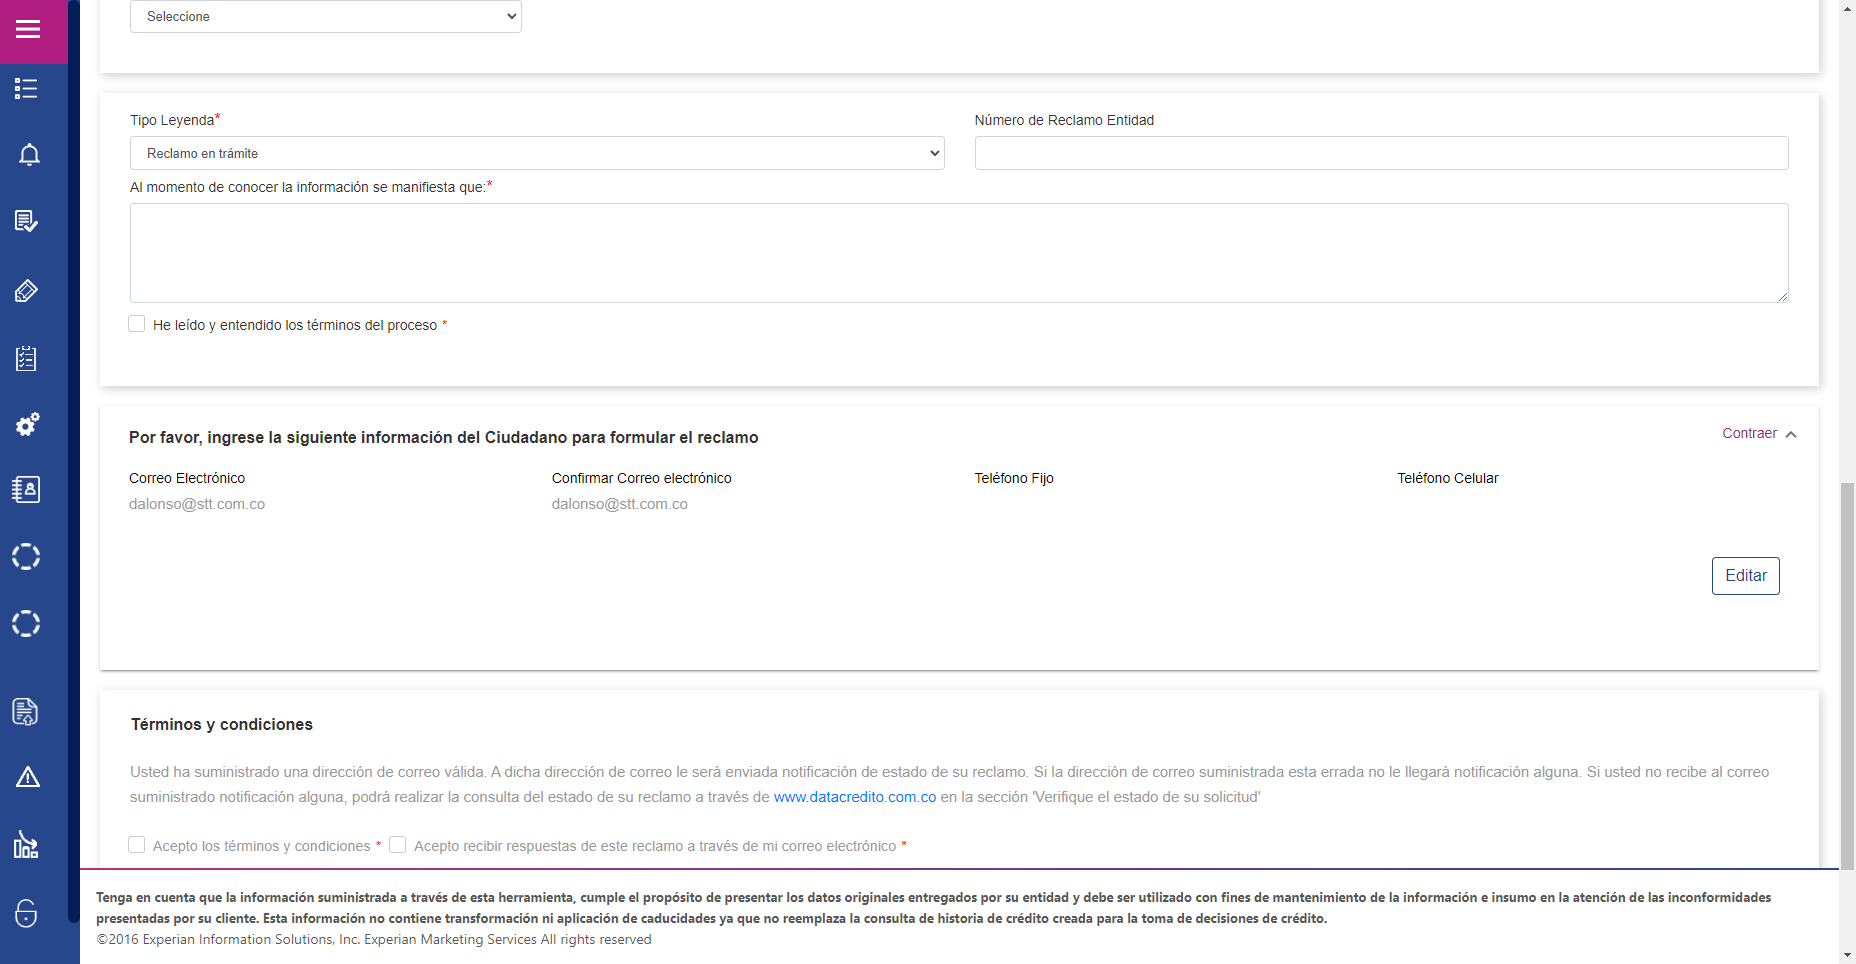 Seleccione
Tipo Leyenda*
Número de Reclamo Entidad
Reclamo en trámite
Al momento de conocer la información se manifiesta que:*
He leído y entendido los términos del proceso *
Por favor, ingrese la siguiente información del Ciudadano para formular el reclamo
Contraer
Correo Electrónico
Confirmar Correo electrónico
Teléfono Fijo
Teléfono Celular
dalonso@stt.com.co
dalonso@stt.com.co
Editar
Términos y condiciones
Usted ha suministrado una dirección de correo válida. A dicha dirección de correo le será enviada notificación de estado de su reclamo. Si la dirección de correo suministrada esta errada no le llegará notificación alguna. Si usted no recibe al correo
suministrado notificación alguna, podrá realizar la consulta del estado de su reclamo a través de www.datacredito.com.co en la sección 'Verifique el estado de su solicitud'
Acepto los términos y condiciones * Acepto recibir respuestas de este reclamo a través de mi correo electrónico *
Tenga en cuenta que la información suministrada a través de esta herramienta, cumple el propósito de presentar los datos originales entregados por su entidad y debe ser utilizado con fines de mantenimiento de la información e insumo en la atención de las inconformidades
presentadas por su cliente. Esta información no contiene transformación ni aplicación de caducidades ya que no reemplaza la consulta de historia de crédito creada para la toma de decisiones de crédito.
©2016 Experian Information Solutions, Inc. Experian Marketing Services All rights reserved